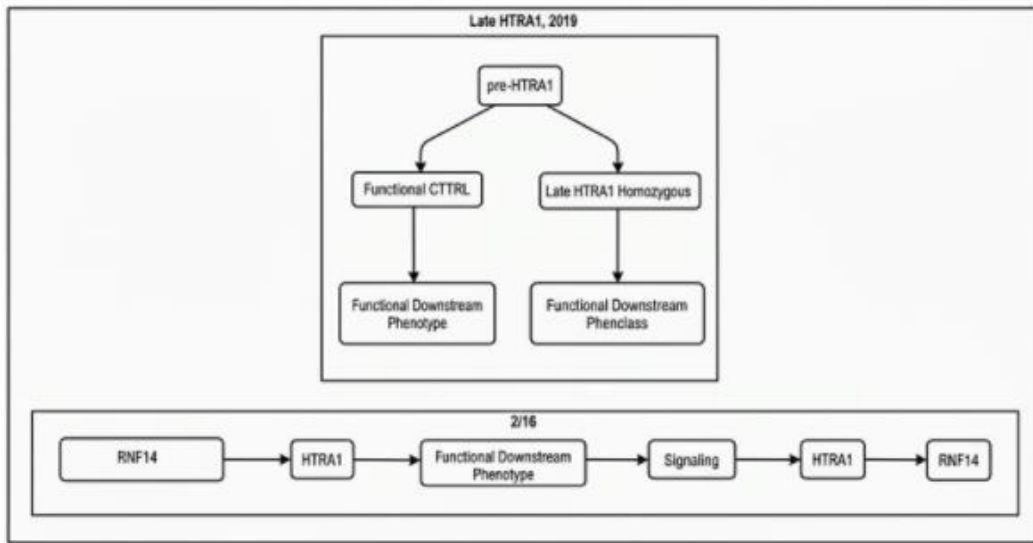 Late HTRA1, 2019
pre-HTRA1
Functional CTTRL
Late HTRA1 Homozygous
Functional Downstream
Phenotype
Functional Downstream
Phenclass
2/16
RNF14
HTRA1
Functional Downstream
Phenotype
Signaling
HTRA1
RNF14